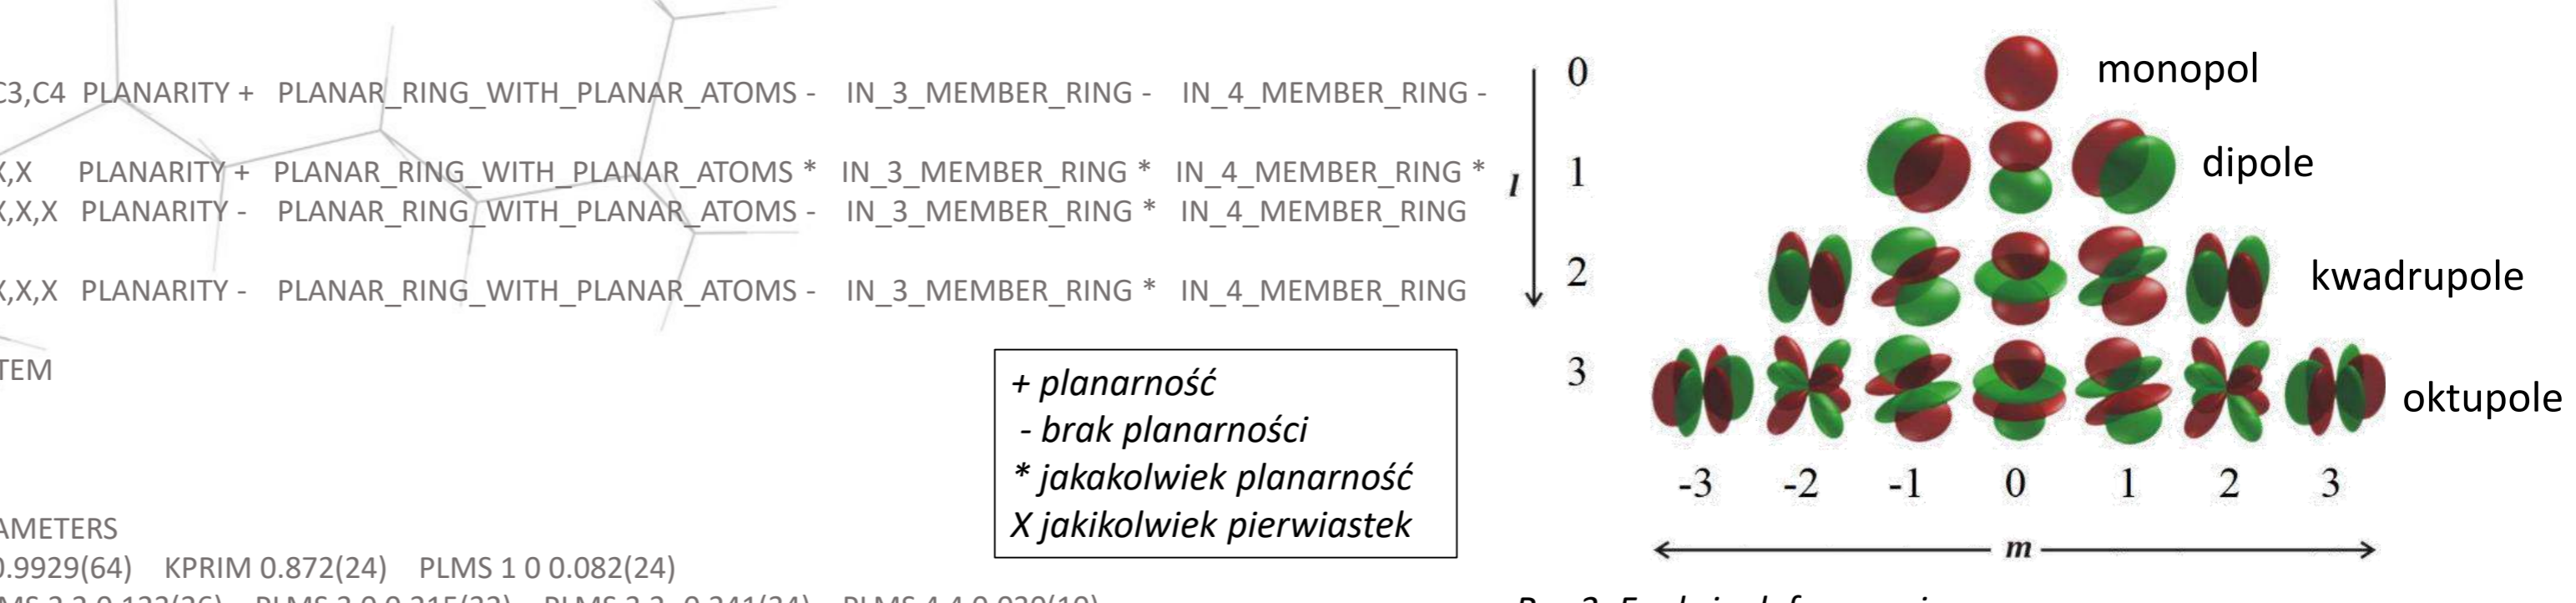 C3,C4 PLANARITY + PLANAR_RING_WITH_PLANAR_ATOMS - IN_3_MEMBER_RING - IN_4_MEMBER_RING -
X,X PLANARITY + PLANAR_RING_WITH_PLANAR_ATOMS * IN_3_MEMBER_RING * IN_4_MEMBER_RING *
X,X,X PLANARITY - PLANAR_RING_WITH_PLANAR_ATOMS - IN_3_MEMBER_RING * IN_4_MEMBER_RING
X,X,X PLANARITY - PLANAR_RING_WITH_PLANAR_ATOMS - IN_3_MEMBER_RING * IN_4_MEMBER_RING
TEM
+ planarność
- brak planarności
* jakakolwiek planarność
X jakikolwiek pierwiastek
AMETERS
0.9929(64) KPRIM 0.872(24) PLMS 1 0 0.082(24)
0 monopol
l 1 dipole
2 kwadrupole
3 oktupole
-3 -2 -1 0 1 2 3
m